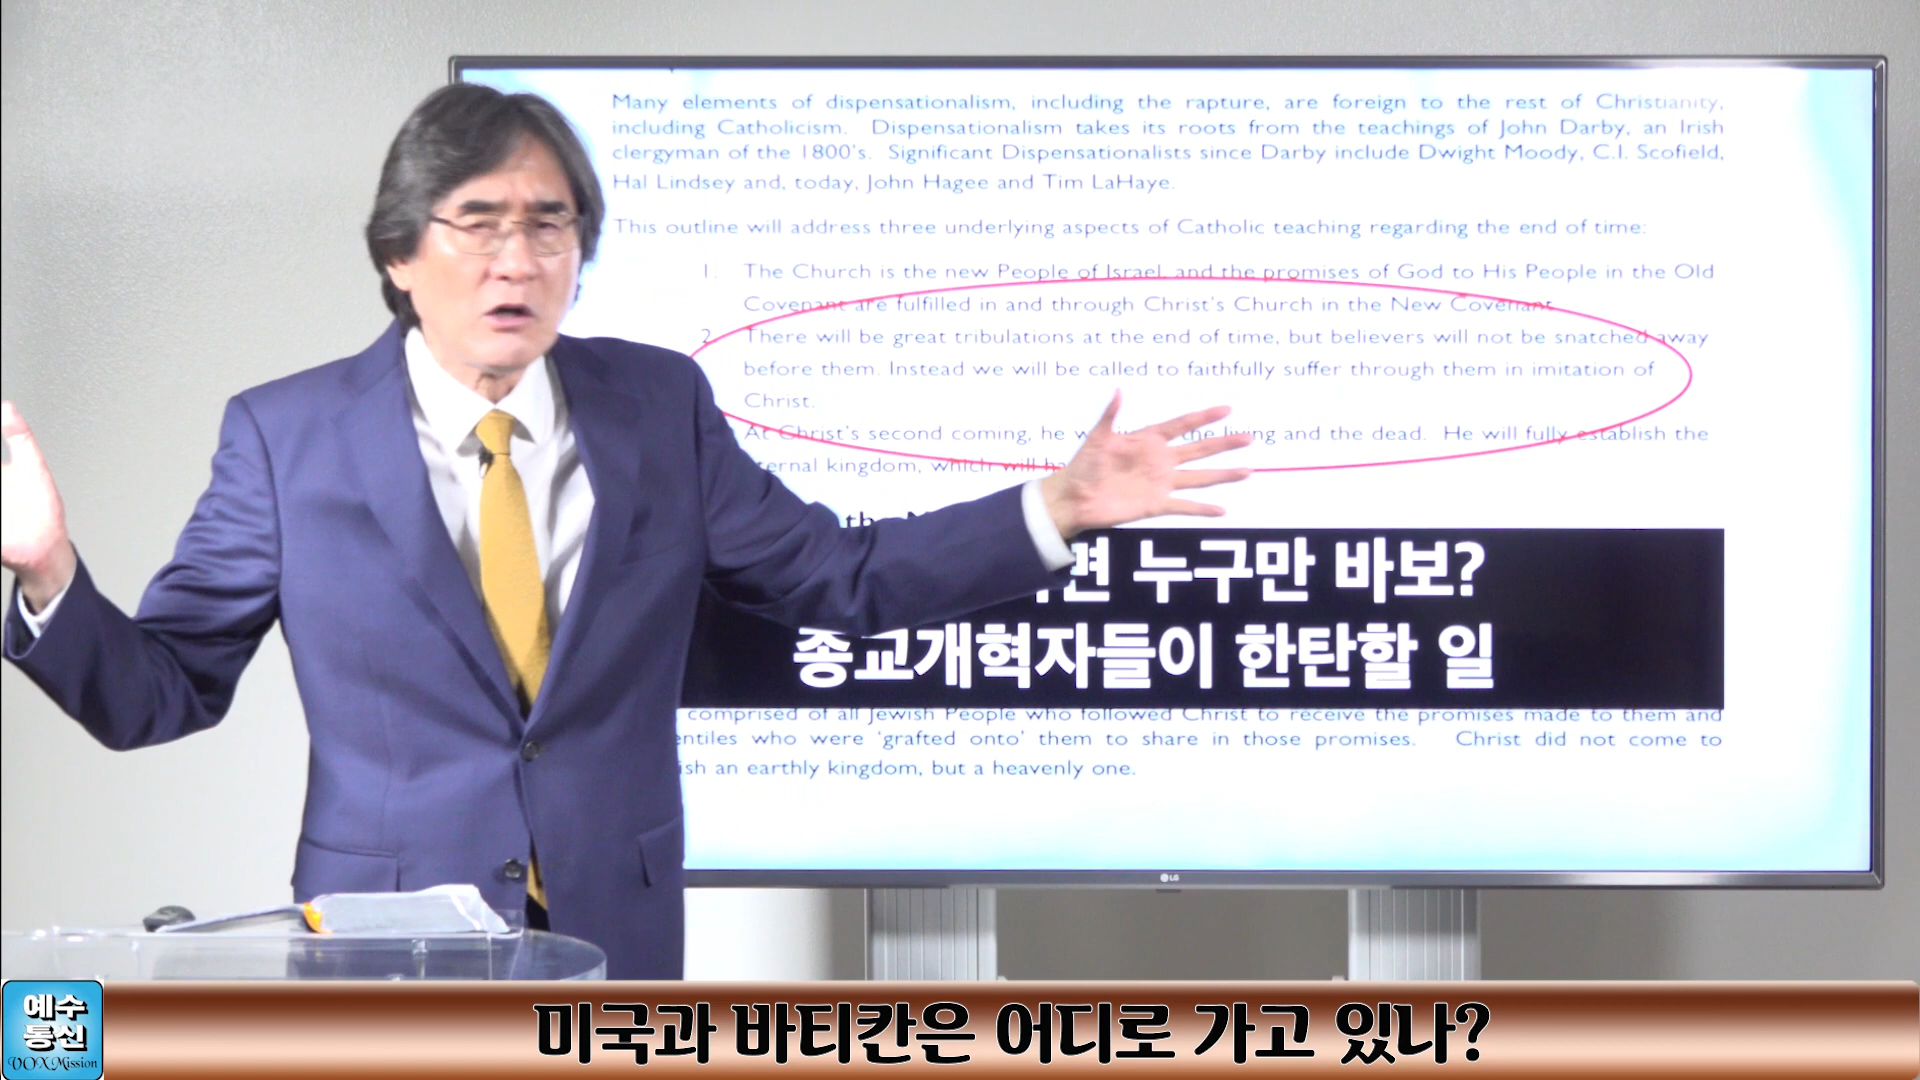 Many elements of dispensationalism, including the rapture, are foreign to the rest of Christianity,
including Catholicism. Dispensationalism takes its roots from the teachings of John Darby, an Irish
clergyman of the 1800's. Significant Dispensationalists since Darby include Dwight Moody, C.I. Scofield,
Hal Lindsey and, today, John Hagee and Tim LaHaye.
This outline will address three underlying aspects of Catholic teaching regarding the end of time:
1. The Church is the new People of Israel, and the promises of God to His People in the Old
Covenant are fulfilled in and through Christ's Church in the New Covenant
2. There will be great tribulations at the end of time, but believers will not be snatched away
before them. Instead we will be called to faithfully suffer through them in imitation of
Christ.
At Christ's second coming, he the living and the dead. He will fully establish the
kingdom, which will
the
누구만 바보?
종교개혁자들이 한탄할 일
comprised of all Jewish People who followed Christ to receive the promises made to them and
who were 'grafted onto' them to share in those promises. Christ did not come to
an earthly kingdom, but a heavenly one.
LG
예수
통신
VOX Mission
미국과 바티칸은 어디로 가고 있나?